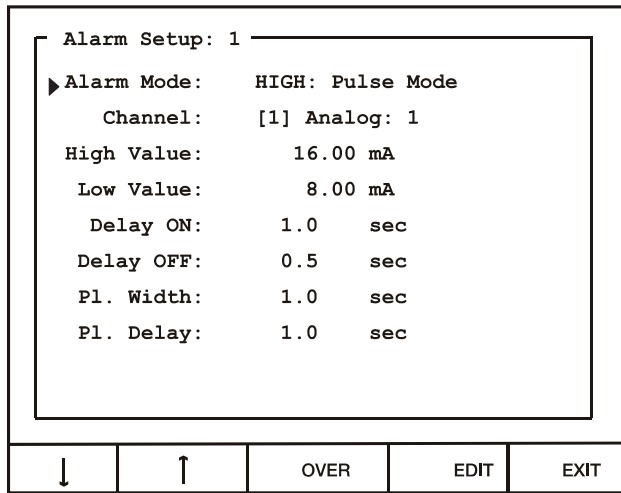 Alarm Setup: 1
Alarm Mode: HIGH: Pulse Mode
Channel: [1] Analog: 1
High Value: 16.00 mA
Low Value: 8.00 mA
Delay ON: 1.0 sec
Delay OFF: 0.5 sec
Pl. Width: 1.0 sec
Pl. Delay: 1.0 sec
↓ ↑ OVER EDIT EXIT